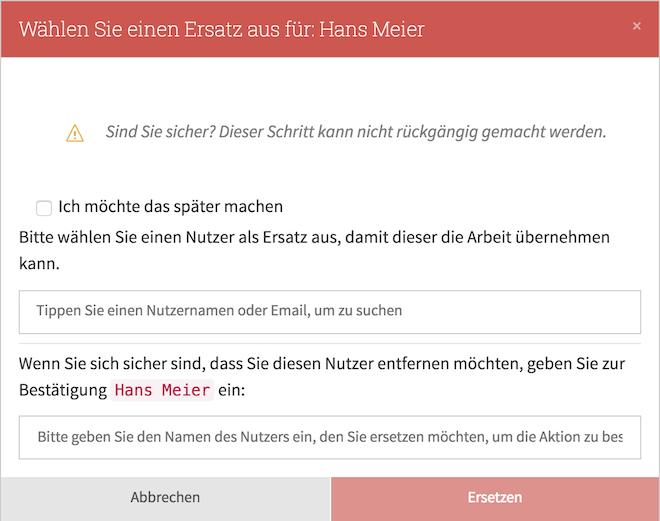 Wählen Sie einen Ersatz aus für: Hans Meier ×
Sind Sie sicher? Dieser Schritt kann nicht rückgängig gemacht werden.
Ich möchte das später machen
Bitte wählen Sie einen Nutzer als Ersatz aus, damit dieser die Arbeit übernehmen
kann.
Tippen Sie einen Nutzernamen oder Email, um zu suchen
Wenn Sie sich sicher sind, dass Sie diesen Nutzer entfernen möchten, geben Sie zur
Bestätigung Hans Meier ein:
Bitte geben Sie den Namen des Nutzers ein, den Sie ersetzen möchten, um die Aktion zu bes
Abbrechen
Ersetzen